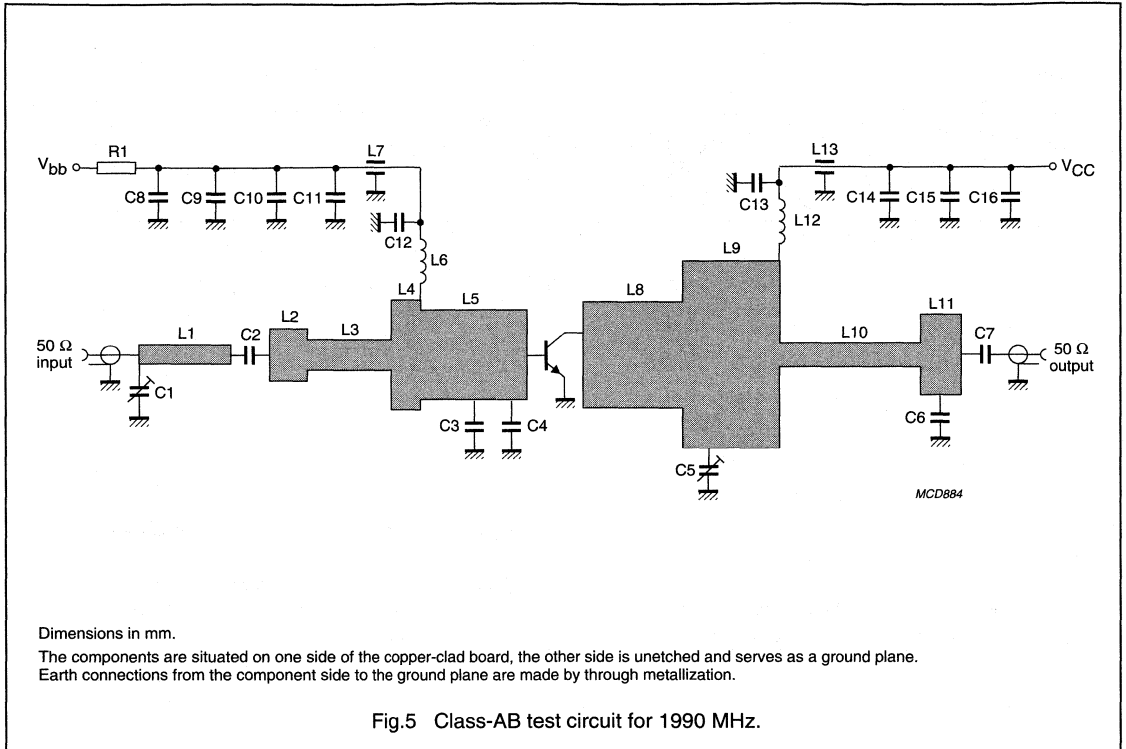 R1
L7
L13
Vbb
VCC
C8 C9 C10 C11
C13
C14 C15 C16
C12
L6
L12
L9
L4 L5
L8
L2
L11
L1 C2 L3
L10
C7
50 Ω
input
50 Ω
output
C1
C3 C4
C6
C5
MCD884
Dimensions in mm.
The components are situated on one side of the copper-clad board, the other side is unetched and serves as a ground plane.
Earth connections from the component side to the ground plane are made by through metallization.
Fig.5 Class-AB test circuit for 1990 MHz.